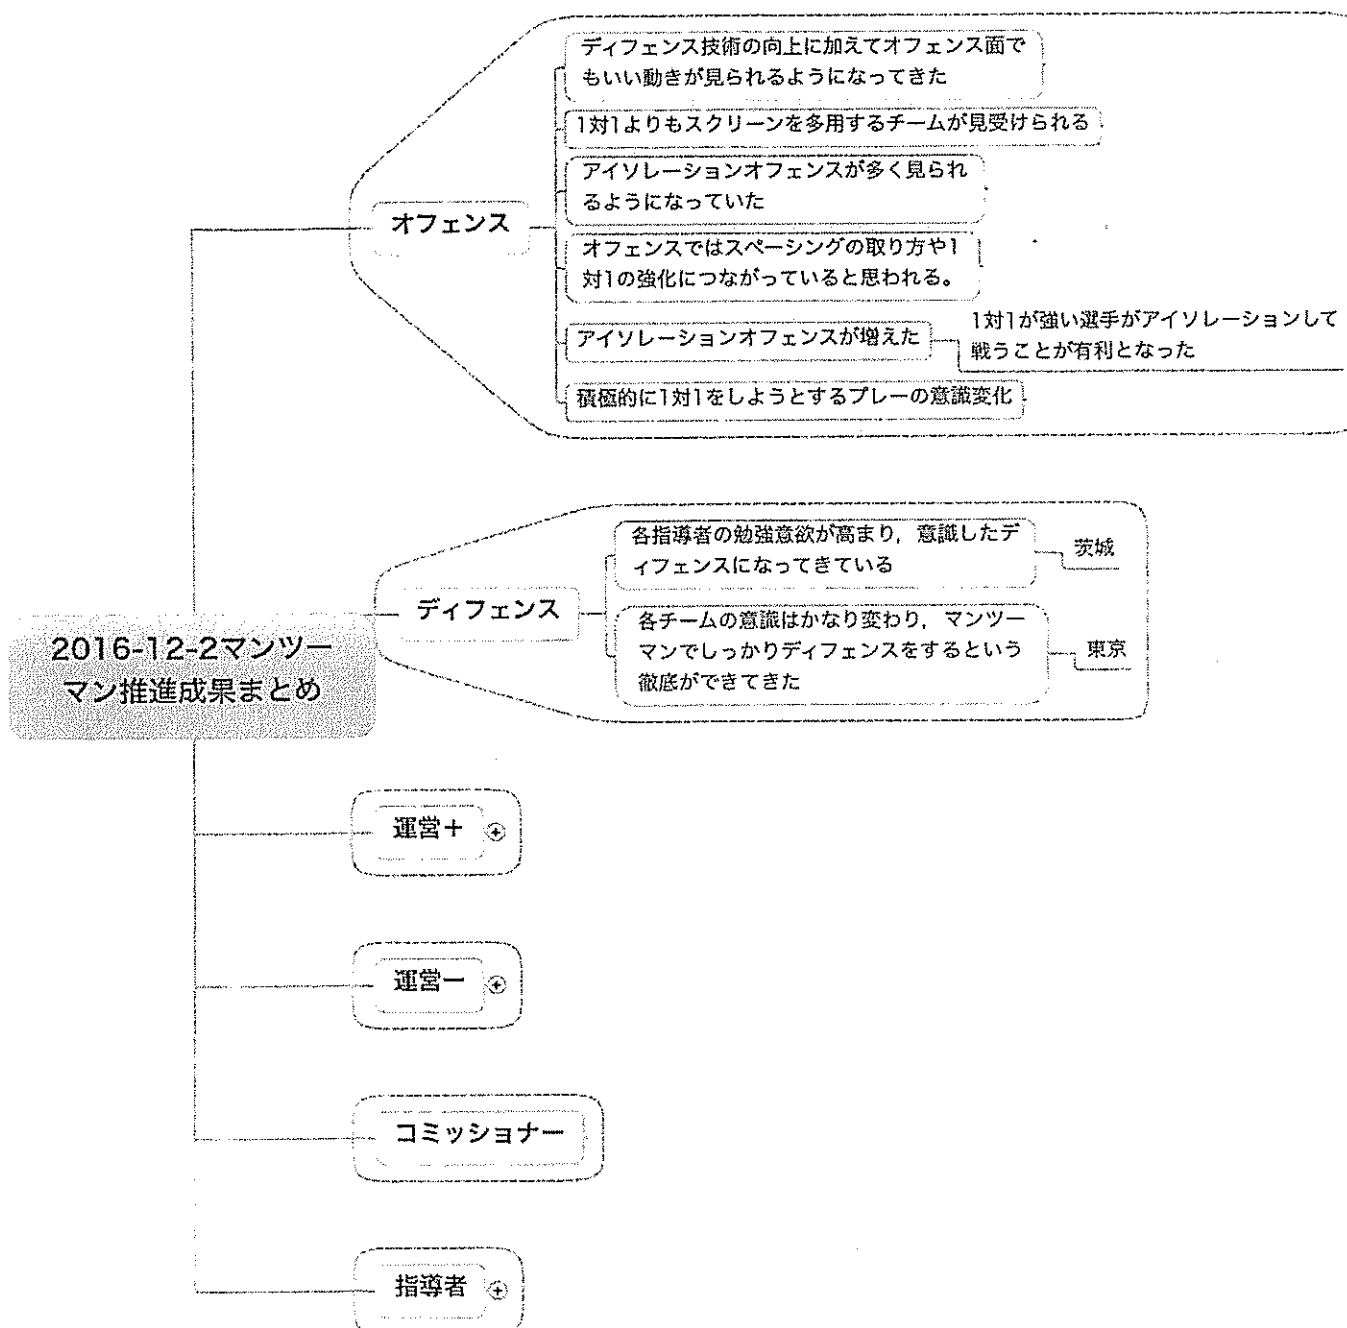 ディフェンス技術の向上に加えてオフェンス面で
もいい動きが見られるようになってきた
1対1よりもスクリーンを多用するチームが見受けられる
アイソレーションオフェンスが多く見られ
るようになっていた
オフェンス
オフェンスではスペーシングの取り方や1
対1の強化につながっていると思われる。
アイソレーションオフェンスが増えた
1対1が強い選手がアイソレーションして
戦うことが有利となった
積極的に1対1をしようとするプレーの意識変化
2016-12-2マンツー
マン推進成果まとめ
ディフェンス
各指導者の勉強意欲が高まり，意識したデ
ィフェンスになってきている
茨城
各チームの意識はかなり変わり，マンツー
マンでしっかりディフェンスをするという
徹底ができてきた
東京
運営＋
運営ー
コミッショナー
指導者